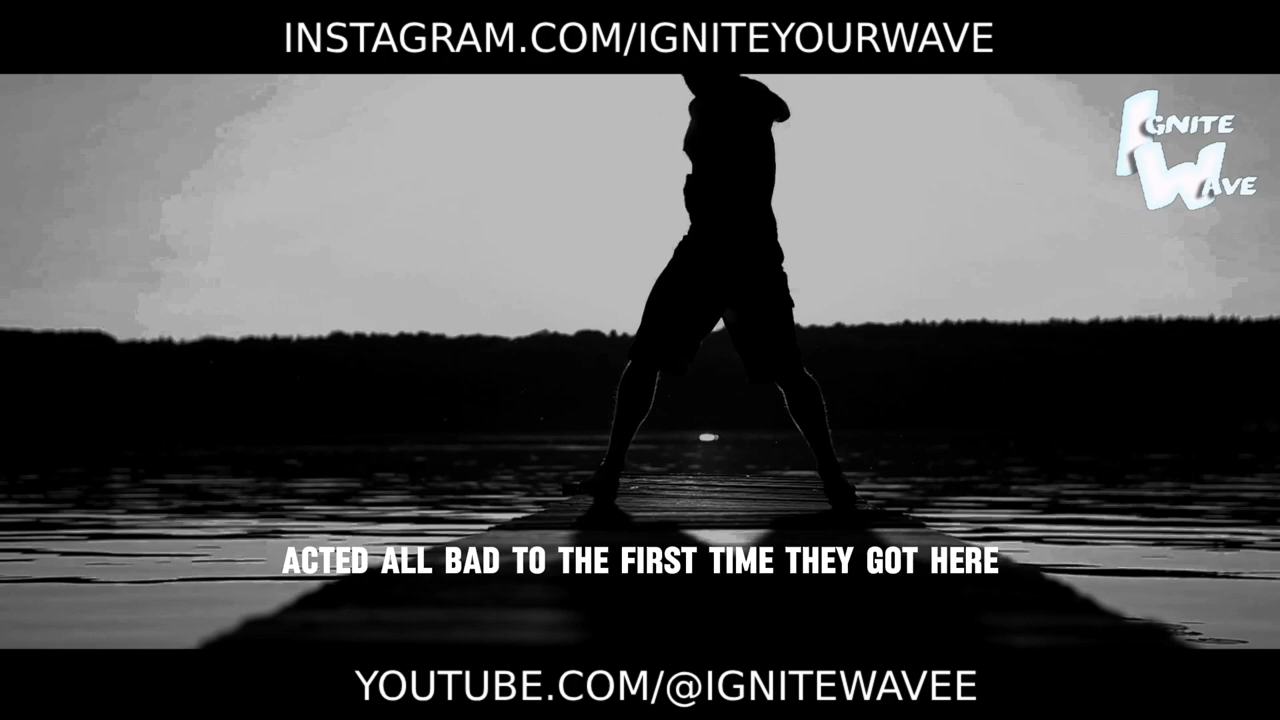 INSTAGRAM.COM/IGNITEYOURWAVE
IGNITE
WAVE
ACTED ALL BAD TO THE FIRST TIME THEY GOT HERE
YOUTUBE.COM/@IGNITEWAVEE